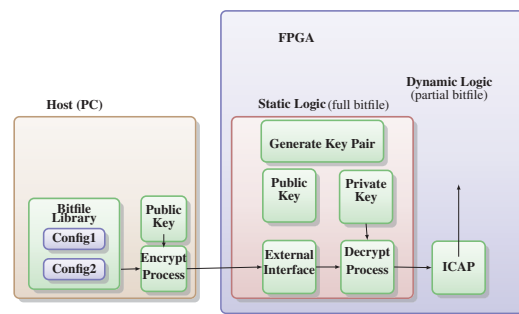 FPGA
Dynamic Logic
(partial bitfile)
Host (PC)
Static Logic (full bitfile)
Generate Key Pair
Public
Key
Private
Key
Bitfile
Library
Config1
Config2
Public
Key
Encrypt
Process
External
Interface
Decrypt
Process
ICAP